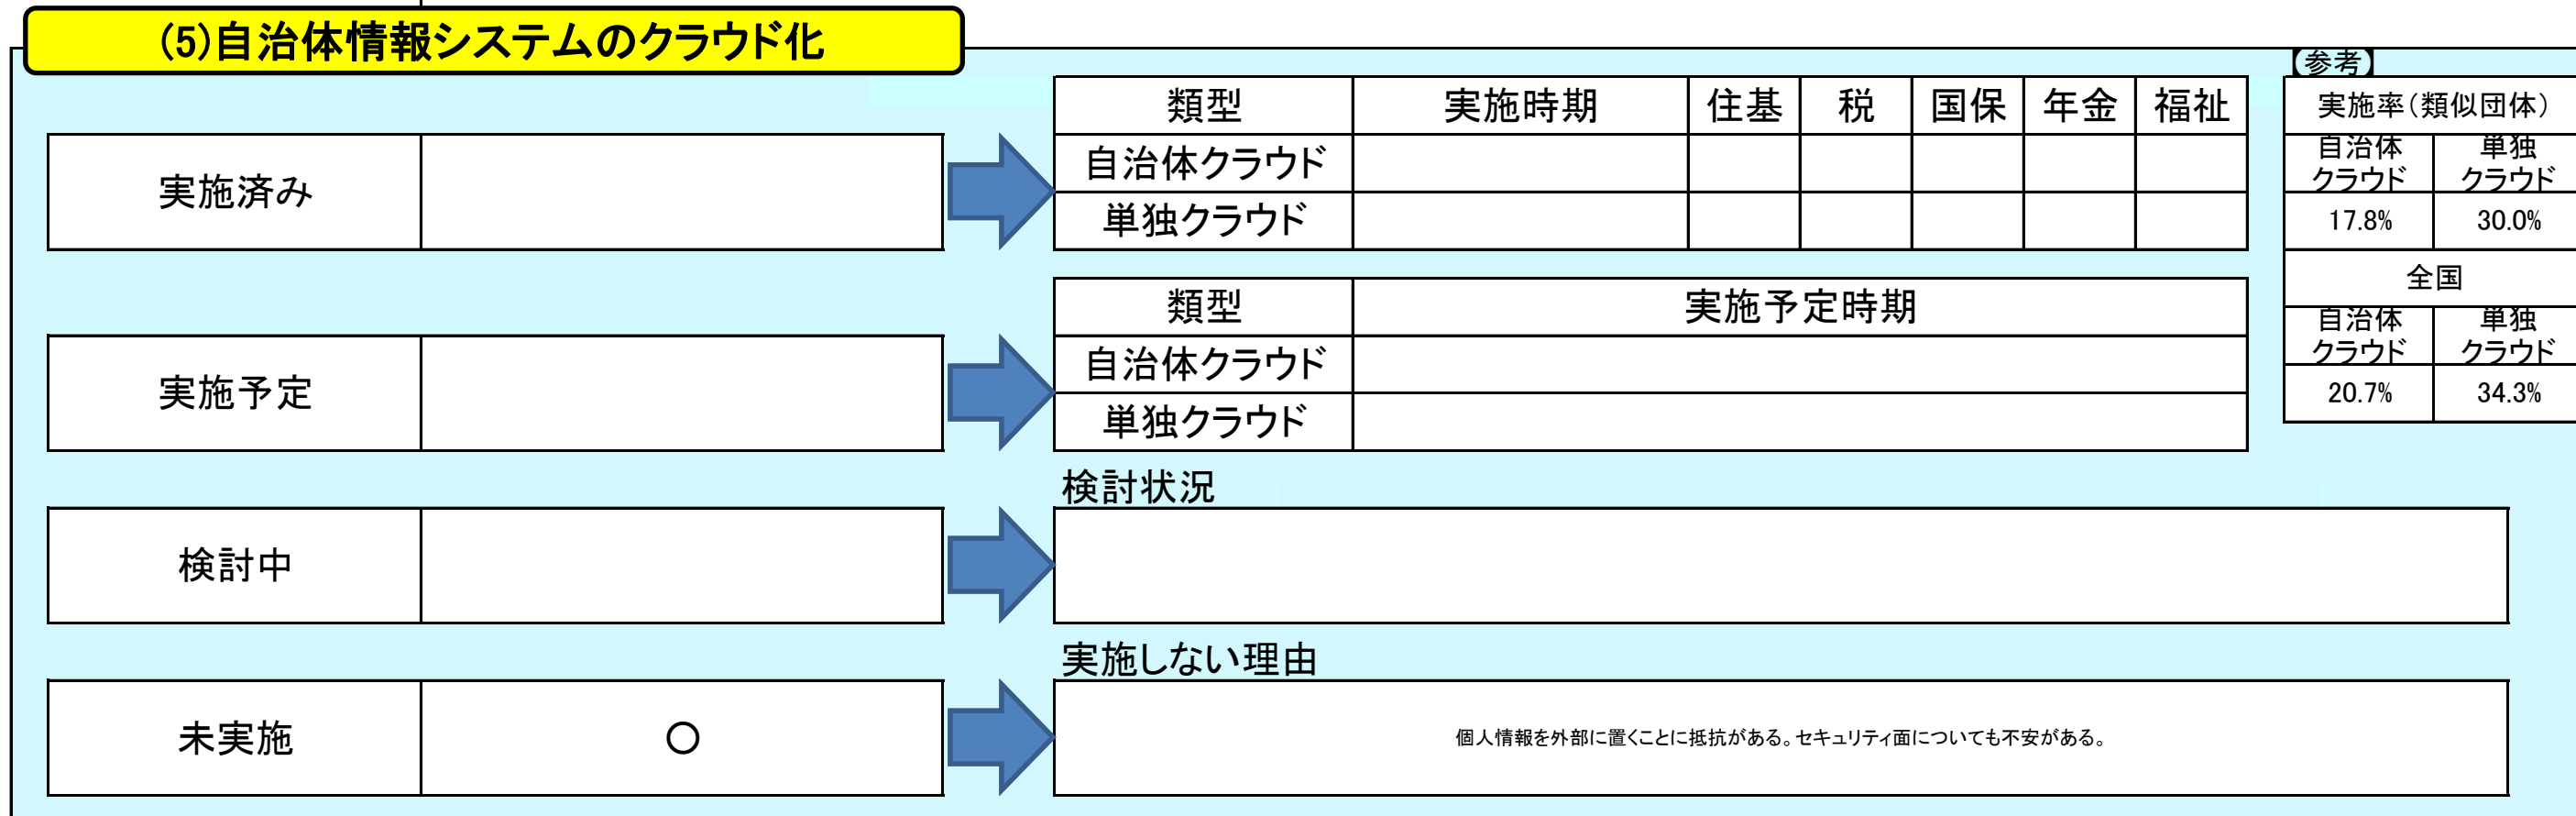 (5)自治体情報システムのクラウド化
【参考】
類型 実施時期 住基 税 国保 年金 福祉
自治体クラウド
単独クラウド
実施済み
実施率(類似団体)
自治体
クラウド
単独
クラウド
17.8% 30.0%
全国
自治体
クラウド
単独
クラウド
20.7% 34.3%
類型 実施予定時期
自治体クラウド
単独クラウド
実施予定
検討状況
検討中
実施しない理由
未実施 ○
個人情報を外部に置くことに抵抗がある。セキュリティ面についても不安がある。